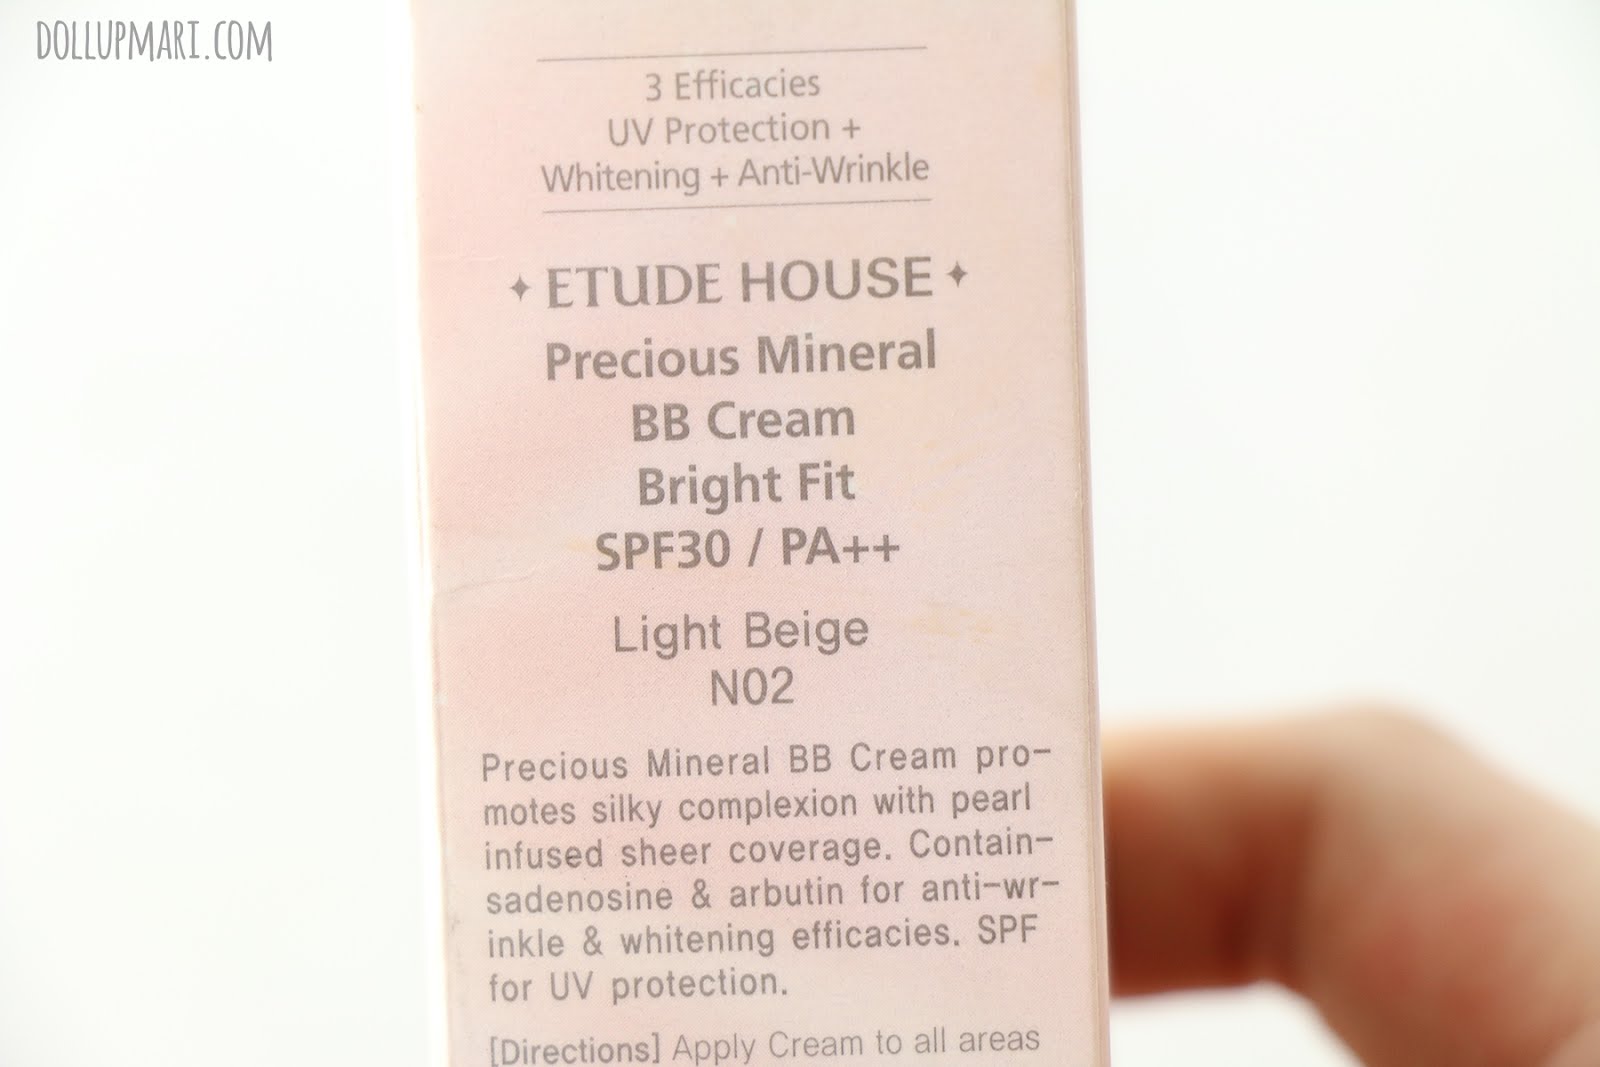 DOLLUPMARI.COM
3 Efficacies
UV Protection +
Whitening + Anti-Wrinkle
ETUDE HOUSE
Precious Mineral
BB Cream
Bright Fit
SPF30 / PA++
Light Beige
N02
Precious Mineral BB Cream pro-
motes silky complexion with pearl
infused sheer coverage. Contain-
sadenosine & arbutin for anti-wr-
inkle & whitening efficacies. SPF
for UV protection.
[Directions] Apply Cream to all areas